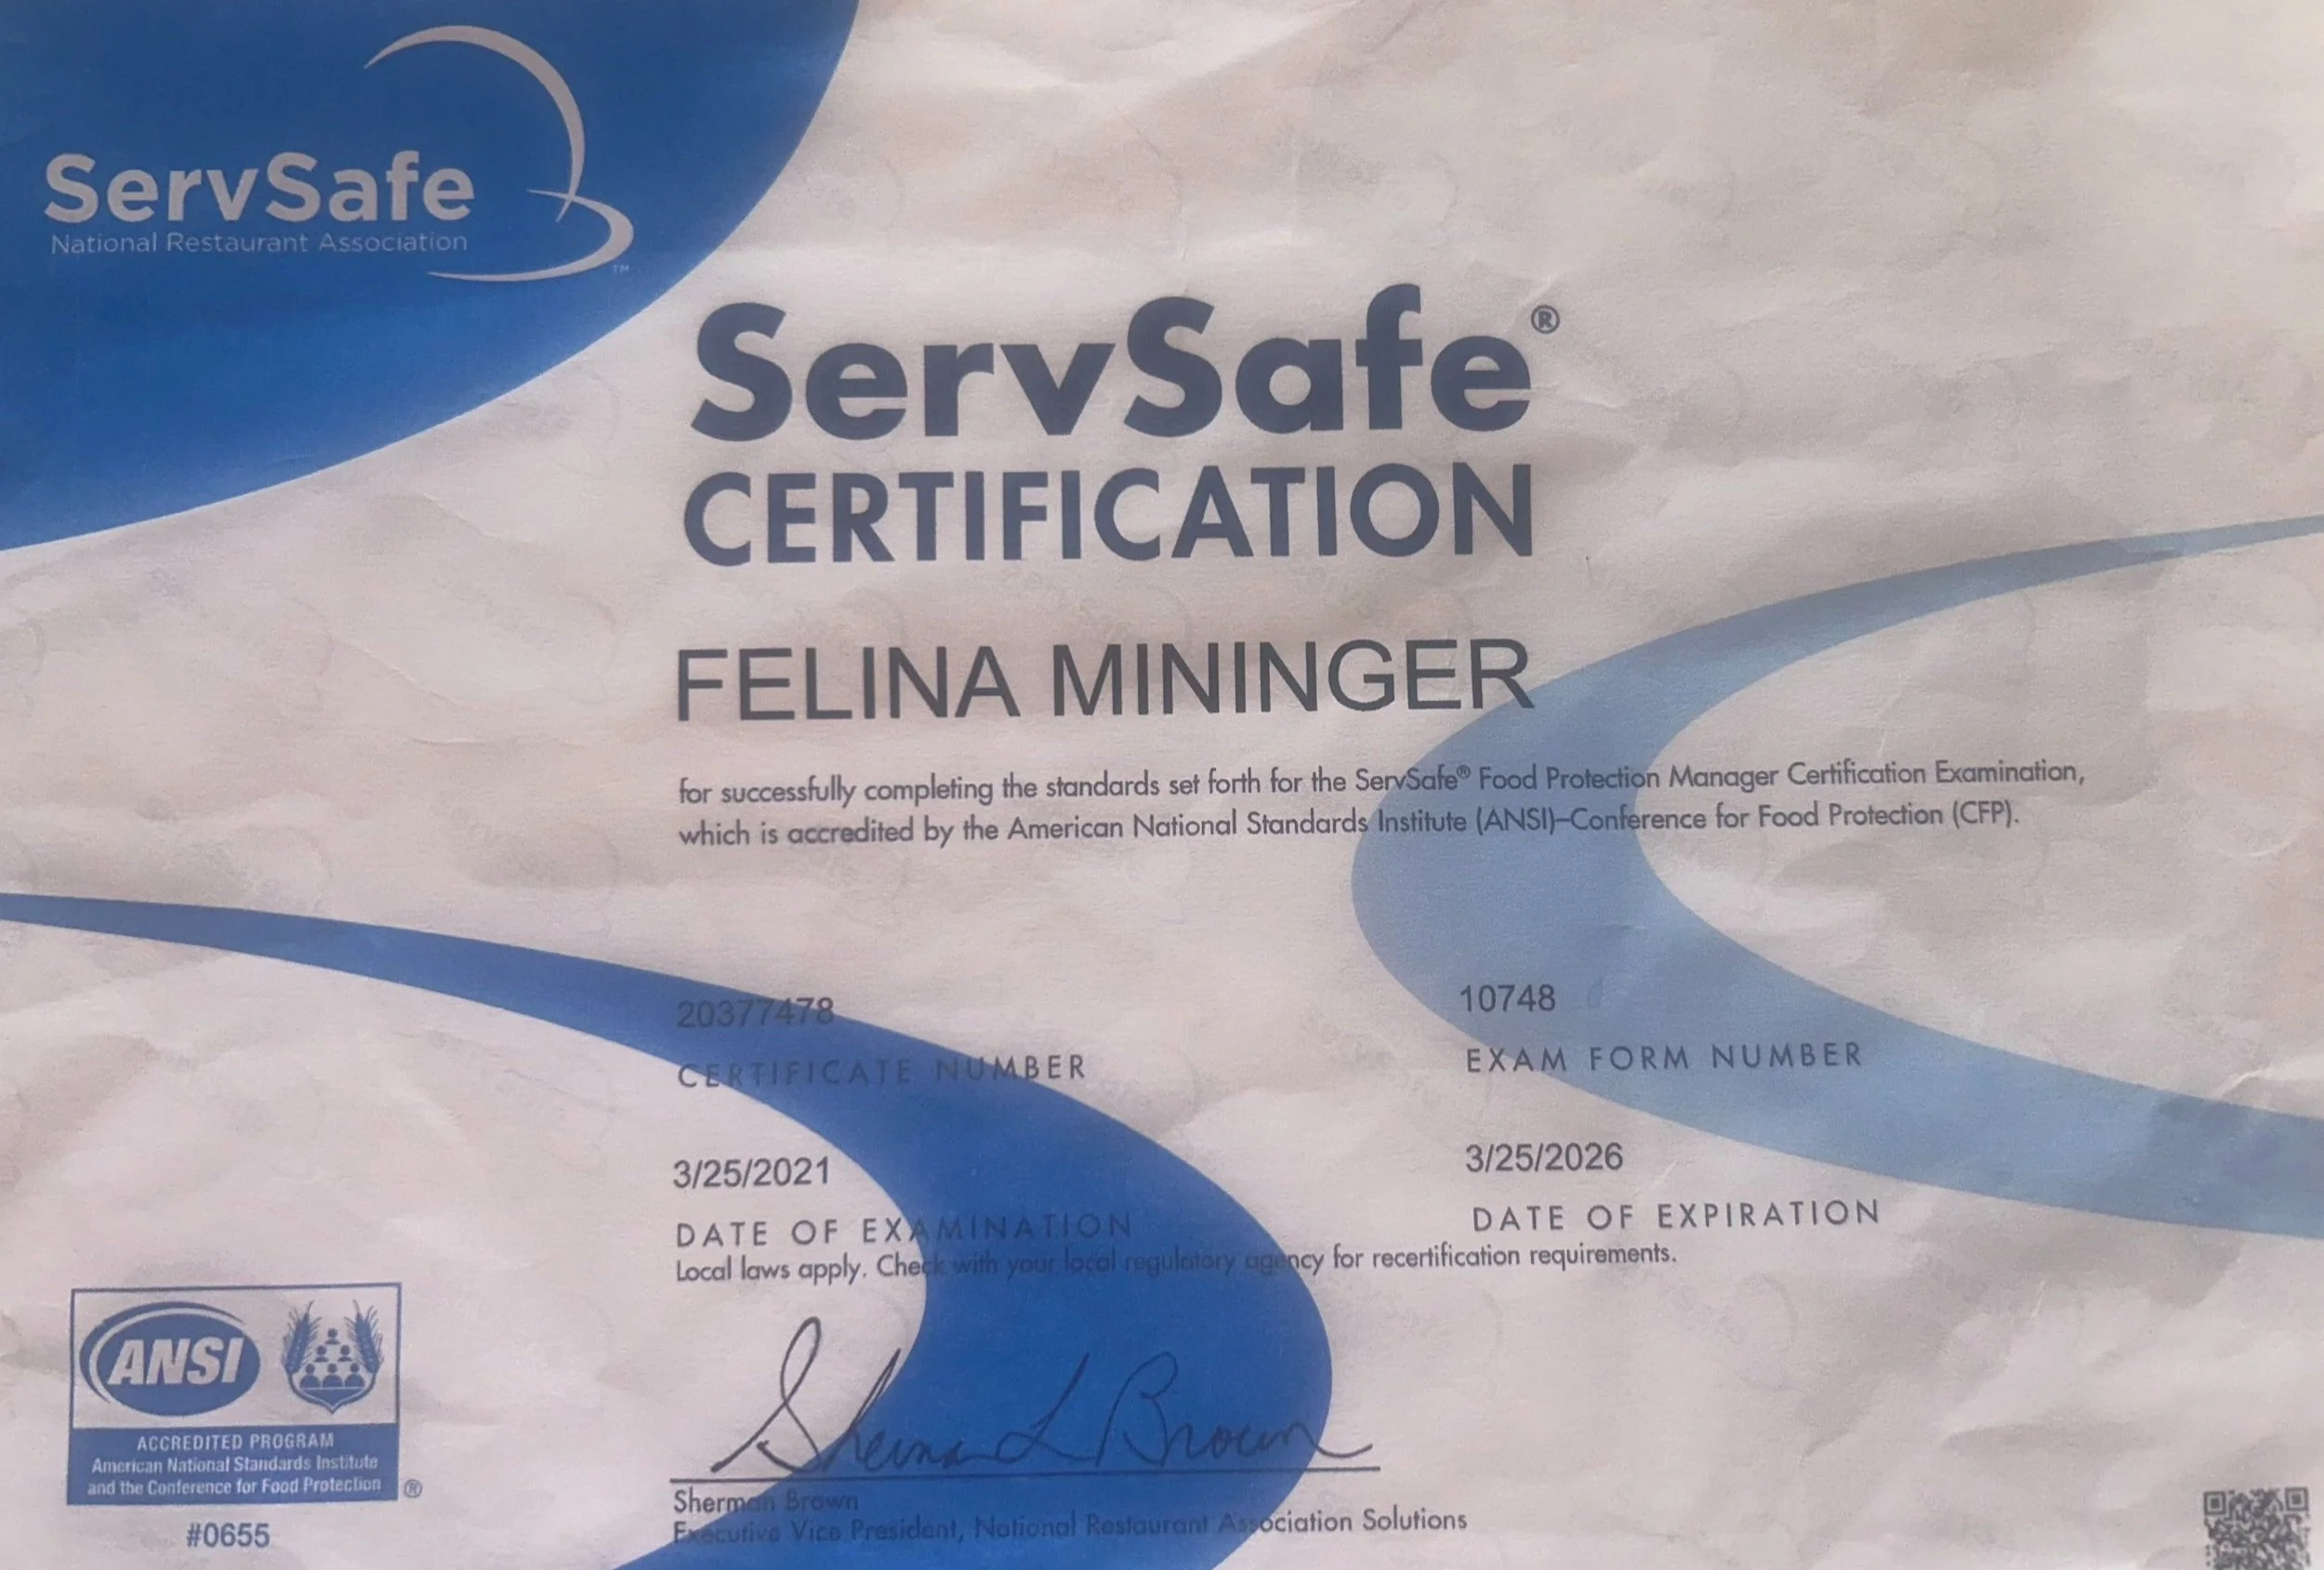 ServSafe
National Restaurant Association
™
ServSafe®
CERTIFICATION
FELINA MININGER
for successfully completing the standards set forth for the ServSafe® Food Protection Manager Certification Examination,
which is accredited by the American National Standards Institute (ANSI)–Conference for Food Protection (CFP).
20377478
CERTIFICATE NUMBER
10748
EXAM FORM NUMBER
3/25/2021
DATE OF EXAMINATION
3/25/2026
DATE OF EXPIRATION
Local laws apply. Check with your local regulatory agency for recertification requirements.
Sherman L Brown
Sherman Brown
Executive Vice President, National Restaurant Association Solutions
ANSI
ACCREDITED PROGRAM
American National Standards Institute
and the Conference for Food Protection ®
#0655